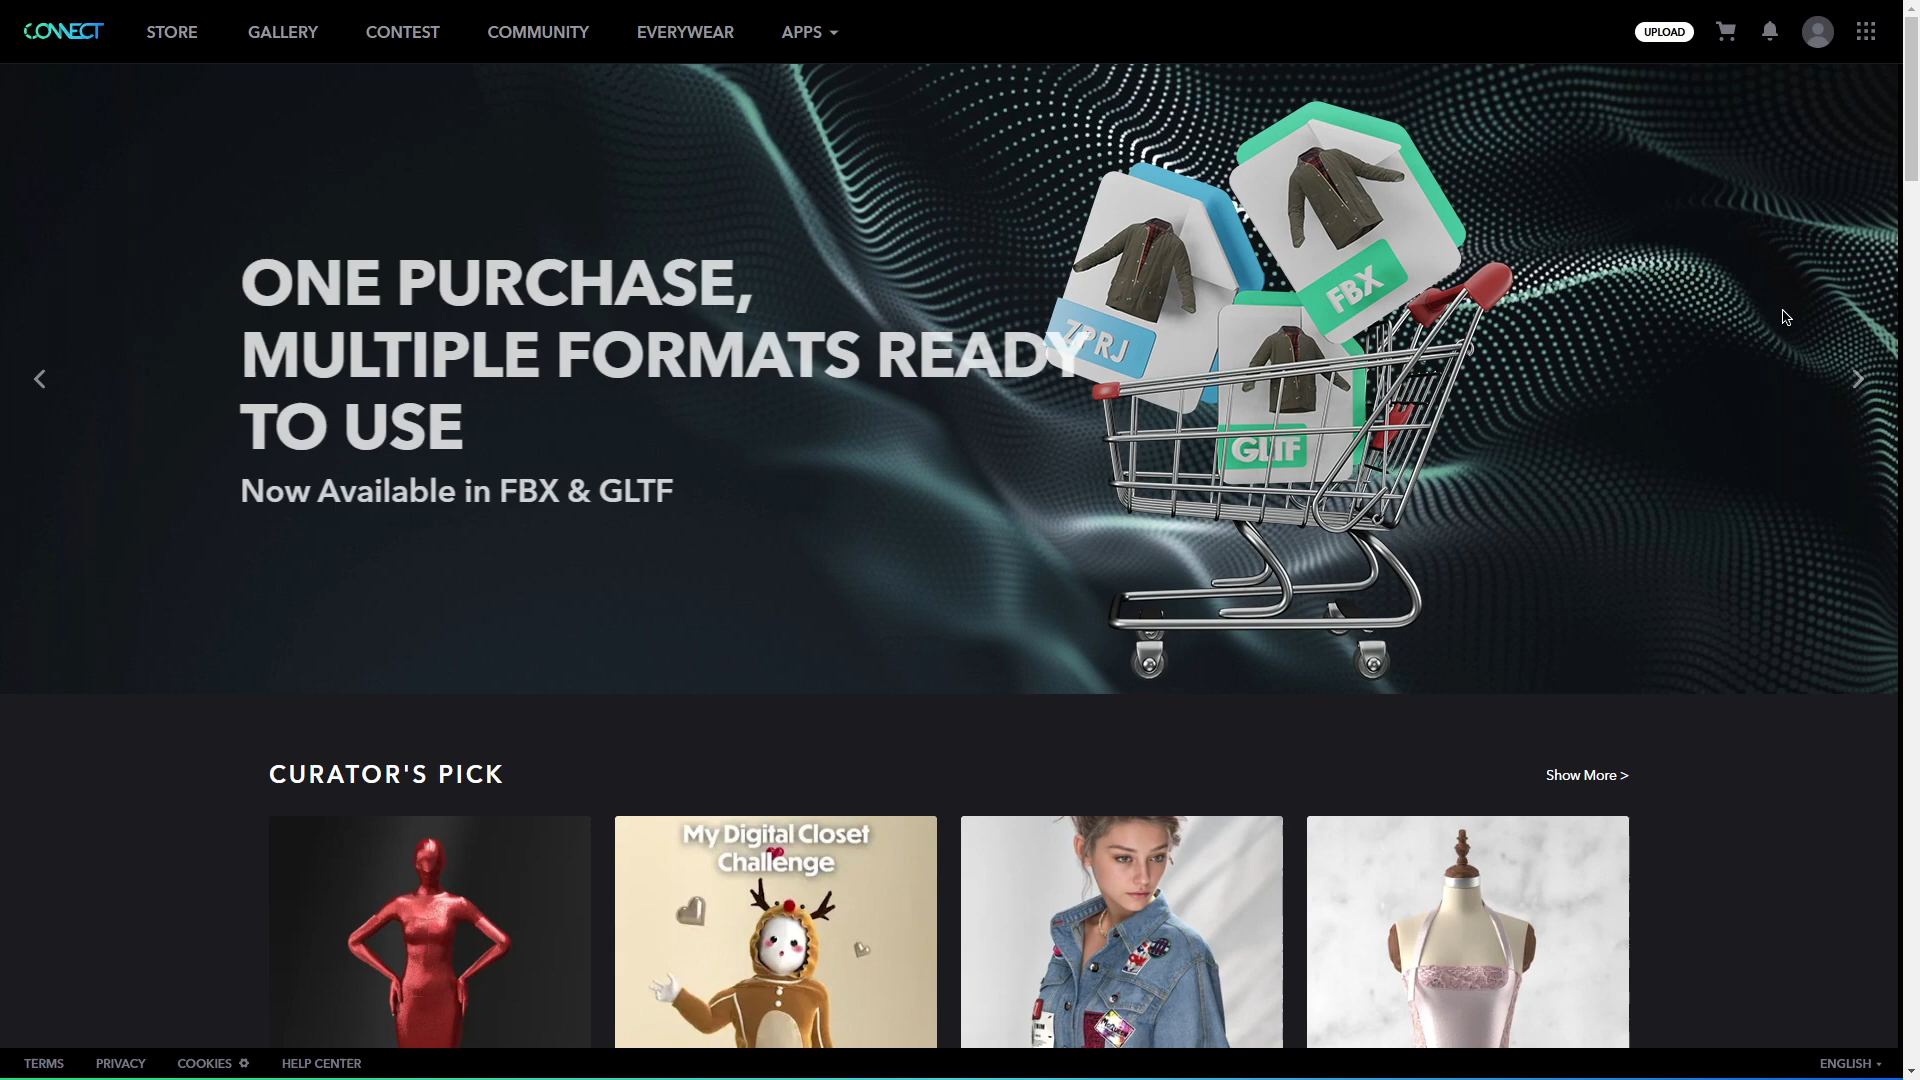 CONNECT
STORE
GALLERY
CONTEST
COMMUNITY
EVERYWEAR
APPS
UPLOAD
ONE PURCHASE,
MULTIPLE FORMATS READY
TO USE
Now Available in FBX & GLTF
FBX
ZPRJ
GLTF
CURATOR'S PICK
Show More >
My Digital Closet
Challenge
TERMS
PRIVACY
COOKIES
HELP CENTER
ENGLISH